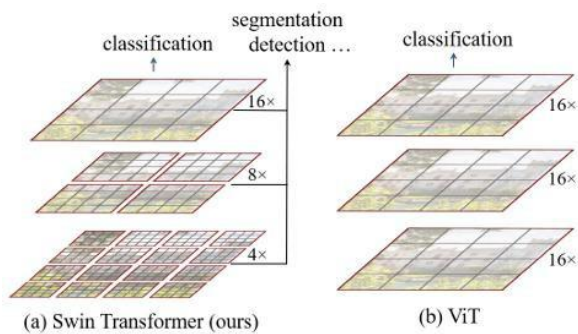 segmentation
classification
detection ...
classification
16×
8×
4×
16×
16×
16×
(a) Swin Transformer (ours)
(b) ViT